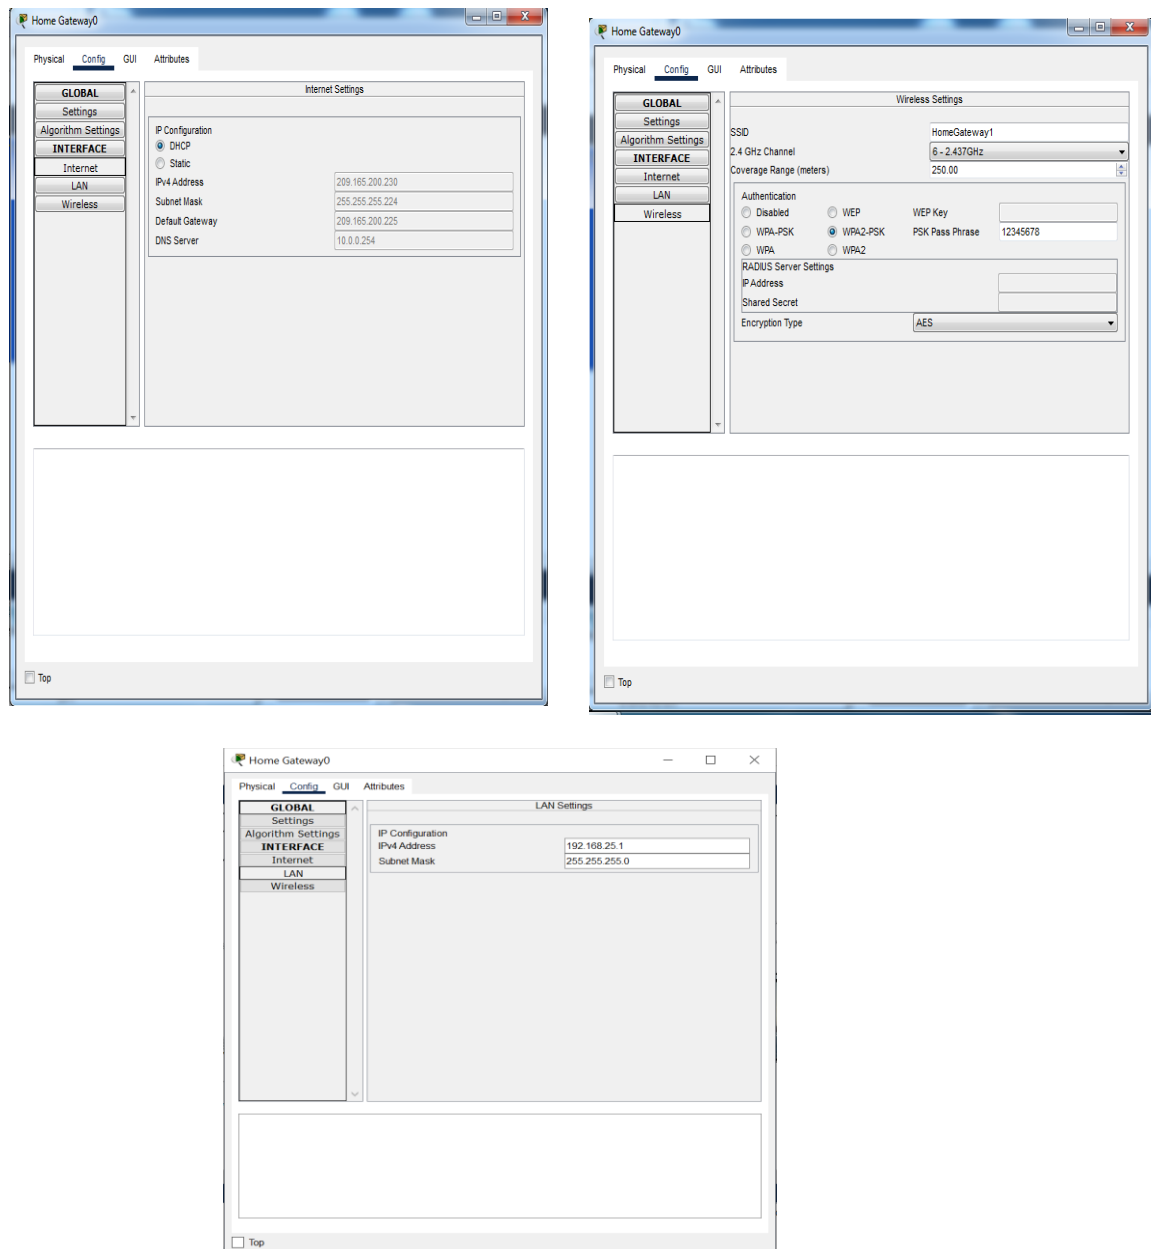 Home Gateway0
Physical Config GUI Attributes
GLOBAL
Settings
Algorithm Settings
INTERFACE
Internet
LAN
Wireless
Internet Settings
IP Configuration
DHCP
Static
IPv4 Address 209.165.200.230
Subnet Mask 255.255.255.224
Default Gateway 209.165.200.225
DNS Server 10.0.0.254
Top
Home Gateway0
Physical Config GUI Attributes
GLOBAL
Settings
Algorithm Settings
INTERFACE
Internet
LAN
Wireless
Wireless Settings
SSID HomeGateway1
2.4 GHz Channel 6 - 2.437GHz
Coverage Range (meters) 250.00
Authentication
Disabled WEP WEP Key
WPA-PSK WPA2-PSK PSK Pass Phrase 12345678
WPA WPA2
RADIUS Server Settings
IP Address
Shared Secret
Encryption Type AES
Top
Home Gateway0
Physical Config GUI Attributes
GLOBAL
Settings
Algorithm Settings
INTERFACE
Internet
LAN
Wireless
LAN Settings
IP Configuration
IPv4 Address 192.168.25.1
Subnet Mask 255.255.255.0
Top